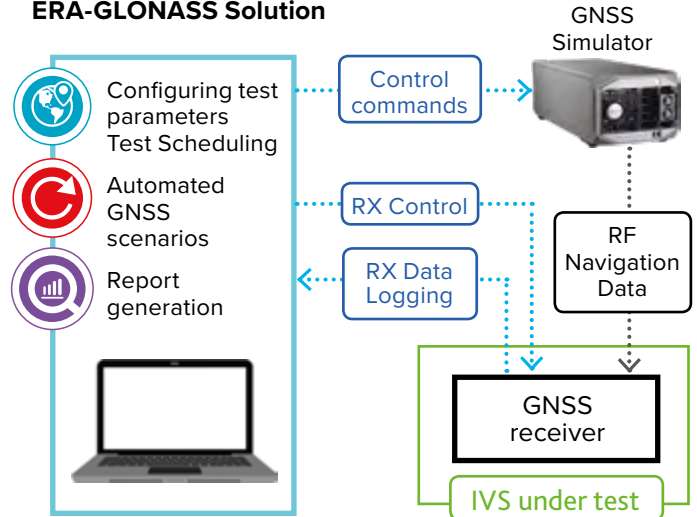 ERA-GLONASS Solution
GNSS
Simulator
Configuring test
parameters
Test Scheduling
Control
commands
Automated
GNSS
scenarios
RX Control
RF
Navigation
Data
Report
generation
RX Data
Logging
GNSS
receiver
IVS under test